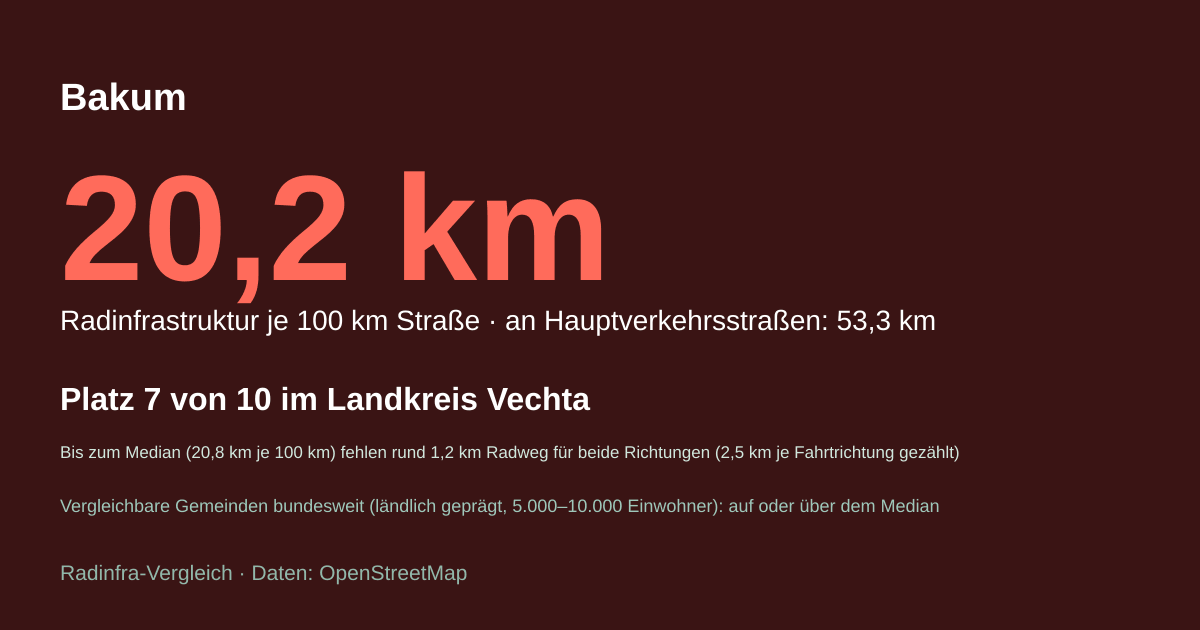 Bakum
20,2 km
Radinfrastruktur je 100 km Straße · an Hauptverkehrsstraßen: 53,3 km
Platz 7 von 10 im Landkreis Vechta
Bis zum Median (20,8 km je 100 km) fehlen rund 1,2 km Radweg für beide Richtungen (2,5 km je Fahrtrichtung gezählt)
Vergleichbare Gemeinden bundesweit (ländlich geprägt, 5.000–10.000 Einwohner): auf oder über dem Median
Radinfra-Vergleich · Daten: OpenStreetMap